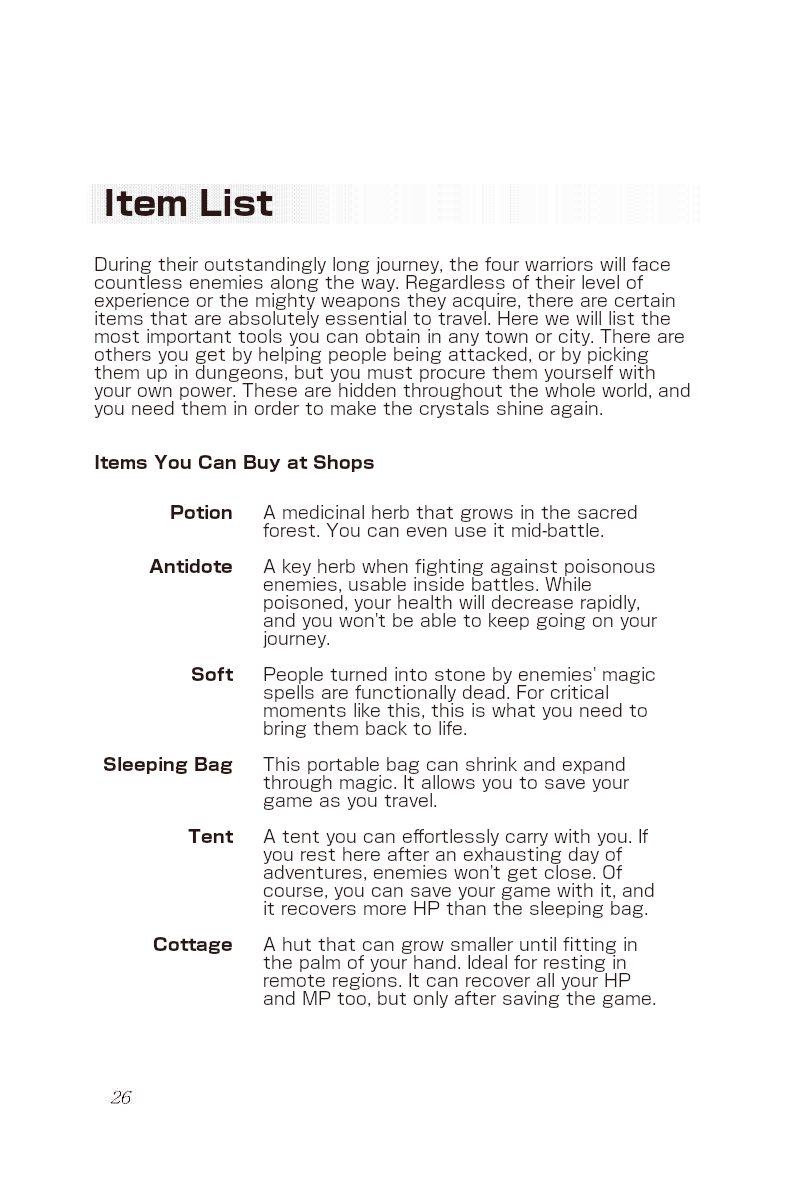 Item List
During their outstandingly long journey, the four warriors will face
countless enemies along the way. Regardless of their level of
experience or the mighty weapons they acquire, there are certain
items that are absolutely essential to travel. Here we will list the
most important tools you can obtain in any town or city. There are
others you get by helping people being attacked, or by picking
them up in dungeons, but you must procure them yourself with
your own power. These are hidden throughout the whole world, and
you need them in order to make the crystals shine again.
Items You Can Buy at Shops
Potion A medicinal herb that grows in the sacred
forest. You can even use it mid-battle.
Antidote A key herb when fighting against poisonous
enemies, usable inside battles. While
poisoned, your health will decrease rapidly,
and you won't be able to keep going on your
journey.
Soft People turned into stone by enemies' magic
spells are functionally dead. For critical
moments like this, this is what you need to
bring them back to life.
Sleeping Bag This portable bag can shrink and expand
through magic. It allows you to save your
game as you travel.
Tent A tent you can effortlessly carry with you. If
you rest here after an exhausting day of
adventures, enemies won't get close. Of
course, you can save your game with it, and
it recovers more HP than the sleeping bag.
Cottage A hut that can grow smaller until fitting in
the palm of your hand. Ideal for resting in
remote regions. It can recover all your HP
and MP too, but only after saving the game.
26